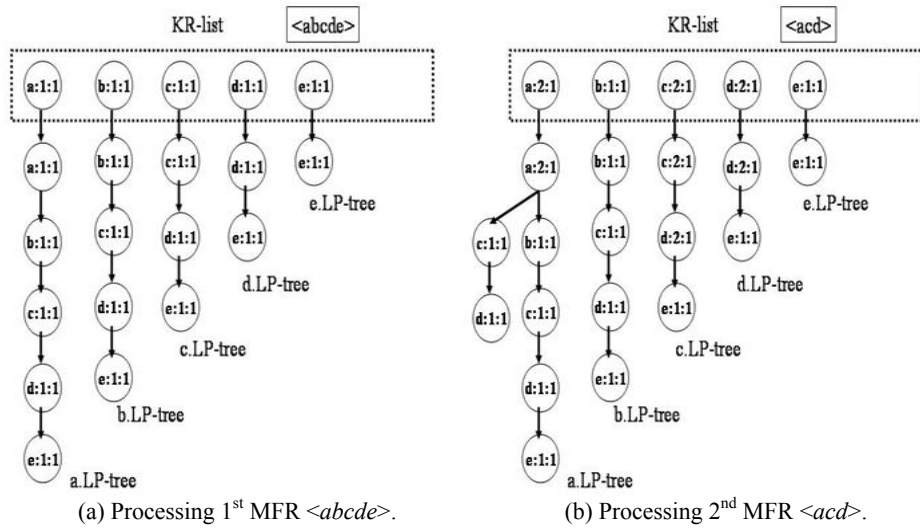 KR-list <abcde>
a:1:1 b:1:1 c:1:1 d:1:1 e:1:1
a:1:1 b:1:1 c:1:1 d:1:1 e:1:1
e.LP-tree
b:1:1 c:1:1 d:1:1 e:1:1
d.LP-tree
c:1:1 d:1:1 e:1:1
c.LP-tree
d:1:1 e:1:1
b.LP-tree
e:1:1
a.LP-tree
(a) Processing 1st MFR <abcde>.
KR-list <acd>
a:2:1 b:1:1 c:2:1 d:2:1 e:1:1
a:2:1 b:1:1 c:2:1 d:2:1 e:1:1
e.LP-tree
c:1:1 b:1:1 c:1:1 d:2:1 e:1:1
d.LP-tree
d:1:1 c:1:1 d:1:1 e:1:1
c.LP-tree
d:1:1 e:1:1
b.LP-tree
e:1:1
a.LP-tree
(b) Processing 2nd MFR <acd>.